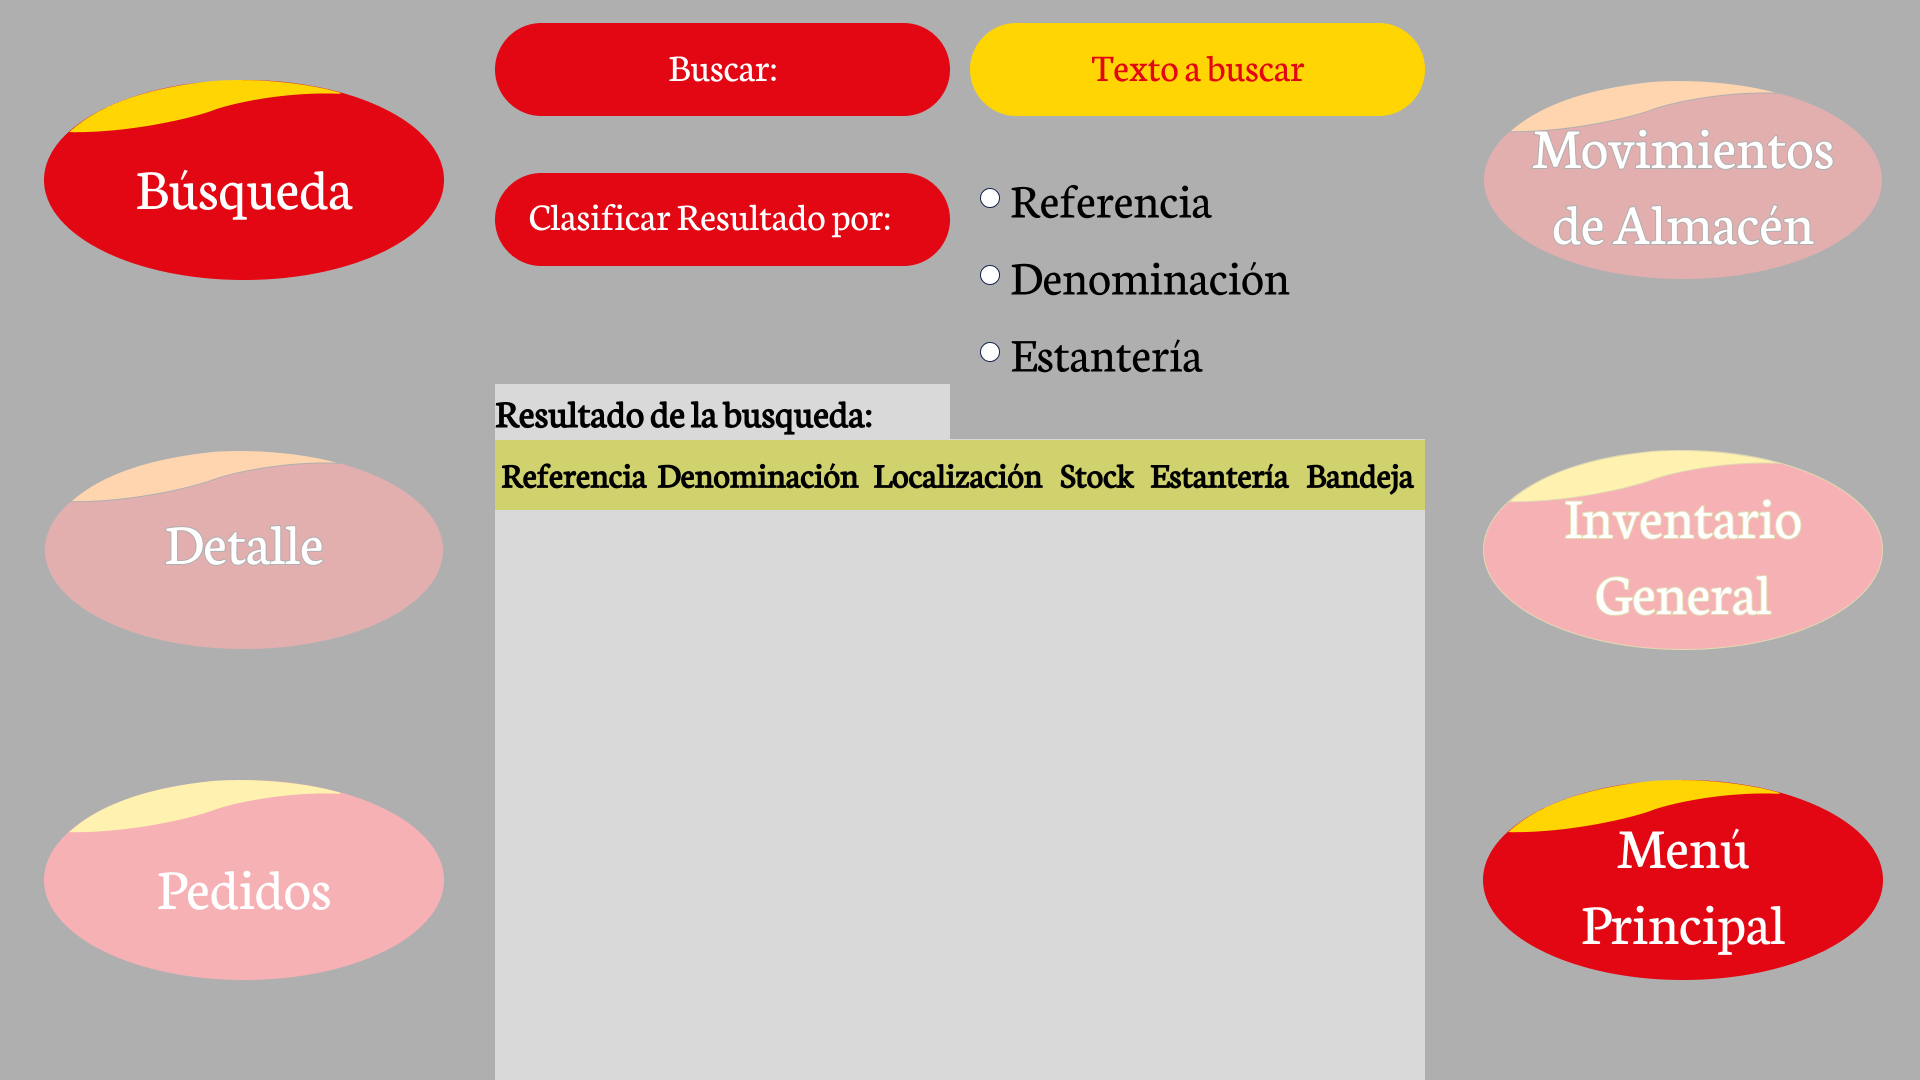 Búsqueda
Detalle
Pedidos
Buscar:
Texto a buscar
Clasificar Resultado por:
Referencia
Denominación
Estantería
Resultado de la busqueda:
Referencia Denominación Localización Stock Estantería Bandeja
Movimientos
de Almacén
Inventario
General
Menú
Principal